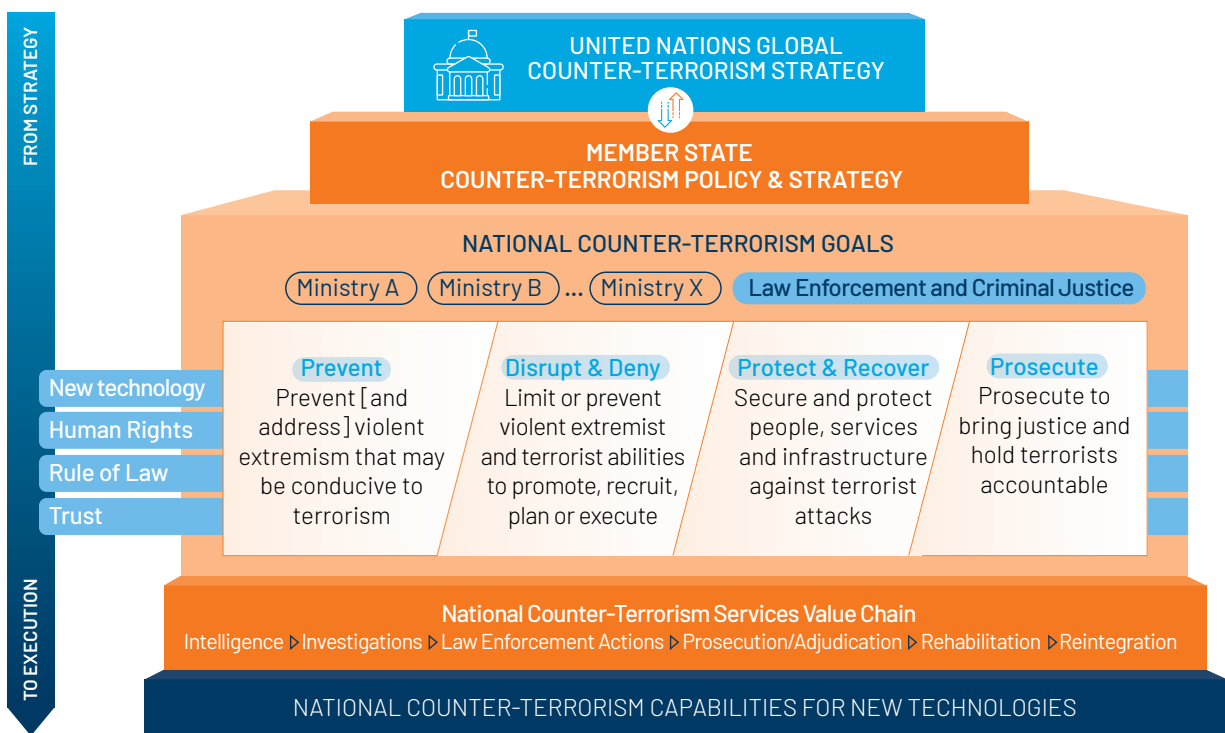 FROM STRATEGY
TO EXECUTION
UNITED NATIONS GLOBAL
COUNTER-TERRORISM STRATEGY
MEMBER STATE
COUNTER-TERRORISM POLICY & STRATEGY
NATIONAL COUNTER-TERRORISM GOALS
Ministry A Ministry B ... Ministry X Law Enforcement and Criminal Justice
New technology
Human Rights
Rule of Law
Trust
Prevent
Prevent [and
address] violent
extremism that may
be conducive to
terrorism
Disrupt & Deny
Limit or prevent
violent extremist
and terrorist abilities
to promote, recruit,
plan or execute
Protect & Recover
Secure and protect
people, services
and infrastructure
against terrorist
attacks
Prosecute
Prosecute to
bring justice and
hold terrorists
accountable
National Counter-Terrorism Services Value Chain
Intelligence ▷ Investigations ▷ Law Enforcement Actions ▷ Prosecution/Adjudication ▷ Rehabilitation ▷ Reintegration
NATIONAL COUNTER-TERRORISM CAPABILITIES FOR NEW TECHNOLOGIES